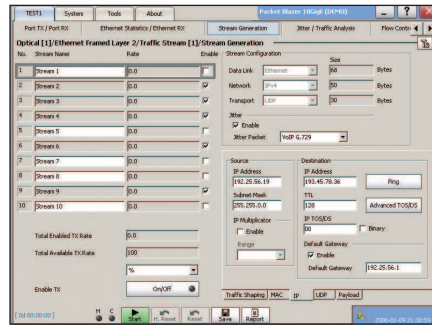 Packet Blazer 10GigE (DEMO)
TEST1 System Tools About
Port TX / Port RX Ethernet Statistics / Ethernet RX Stream Generation Jitter / Traffic Analysis Flow Contr
Optical [1]/Ethernet Framed Layer 2/Traffic Stream [1]/Stream Generation
No. Stream Name Rate Enable
1 Stream 1 0.0
2 Stream 2 0.0
3 Stream 3 0.0
4 Stream 4 0.0
5 Stream 5 0.0
6 Stream 6 0.0
7 Stream 7 0.0
8 Stream 8 0.0
9 Stream 9 0.0
10 Stream 10 0.0
Total Enabled TX Rate 0.0
Total Available TX Rate 100
%
Enable TX On/Off
Stream Configuration
Size
Data Link Ethernet 68 Bytes
Network IPv4 50 Bytes
Transport UDP 30 Bytes
Jitter
Enable
Jitter Packet VoIP G.729
Source
IP Address
192.25.56.19
Subnet Mask
255.255.0.0
IP Multiplicator
Enable
Range
Destination
IP Address
193.45.78.36 Ping
TTL
128 Advanced TOS/DS
IP TOS/DS
00 Binary
Default Gateway
Enable
Default Gateway 192.25.56.1
Traffic Shaping MAC IP UDP Payload
[ 0d 00:00:00 ] H C Start H. Reset Reset Save Report
2006-03-09 21:30:59